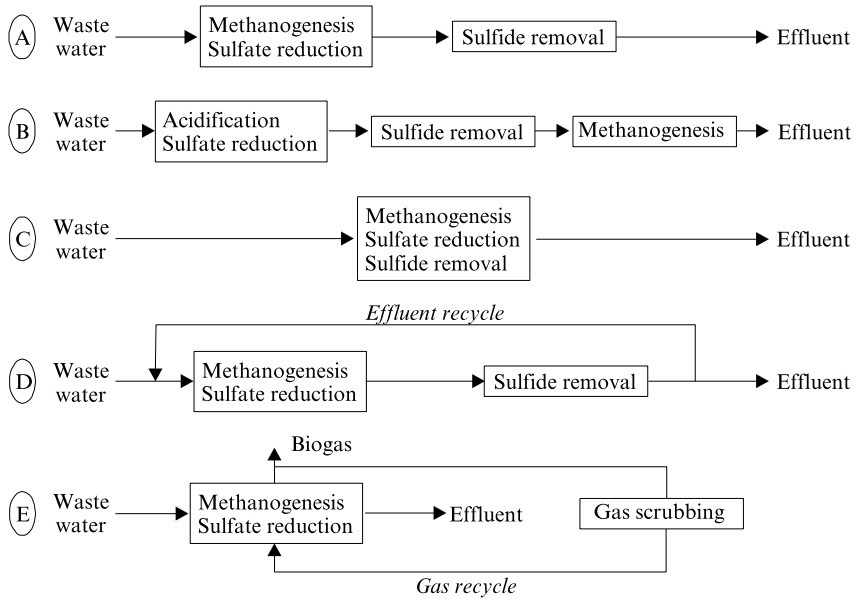 A
Waste
water
Methanogenesis
Sulfate reduction
Sulfide removal
Effluent
B
Waste
water
Acidification
Sulfate reduction
Sulfide removal
Methanogenesis
Effluent
C
Waste
water
Methanogenesis
Sulfate reduction
Sulfide removal
Effluent
Effluent recycle
D
Waste
water
Methanogenesis
Sulfate reduction
Sulfide removal
Effluent
Biogas
E
Waste
water
Methanogenesis
Sulfate reduction
Effluent
Gas scrubbing
Gas recycle